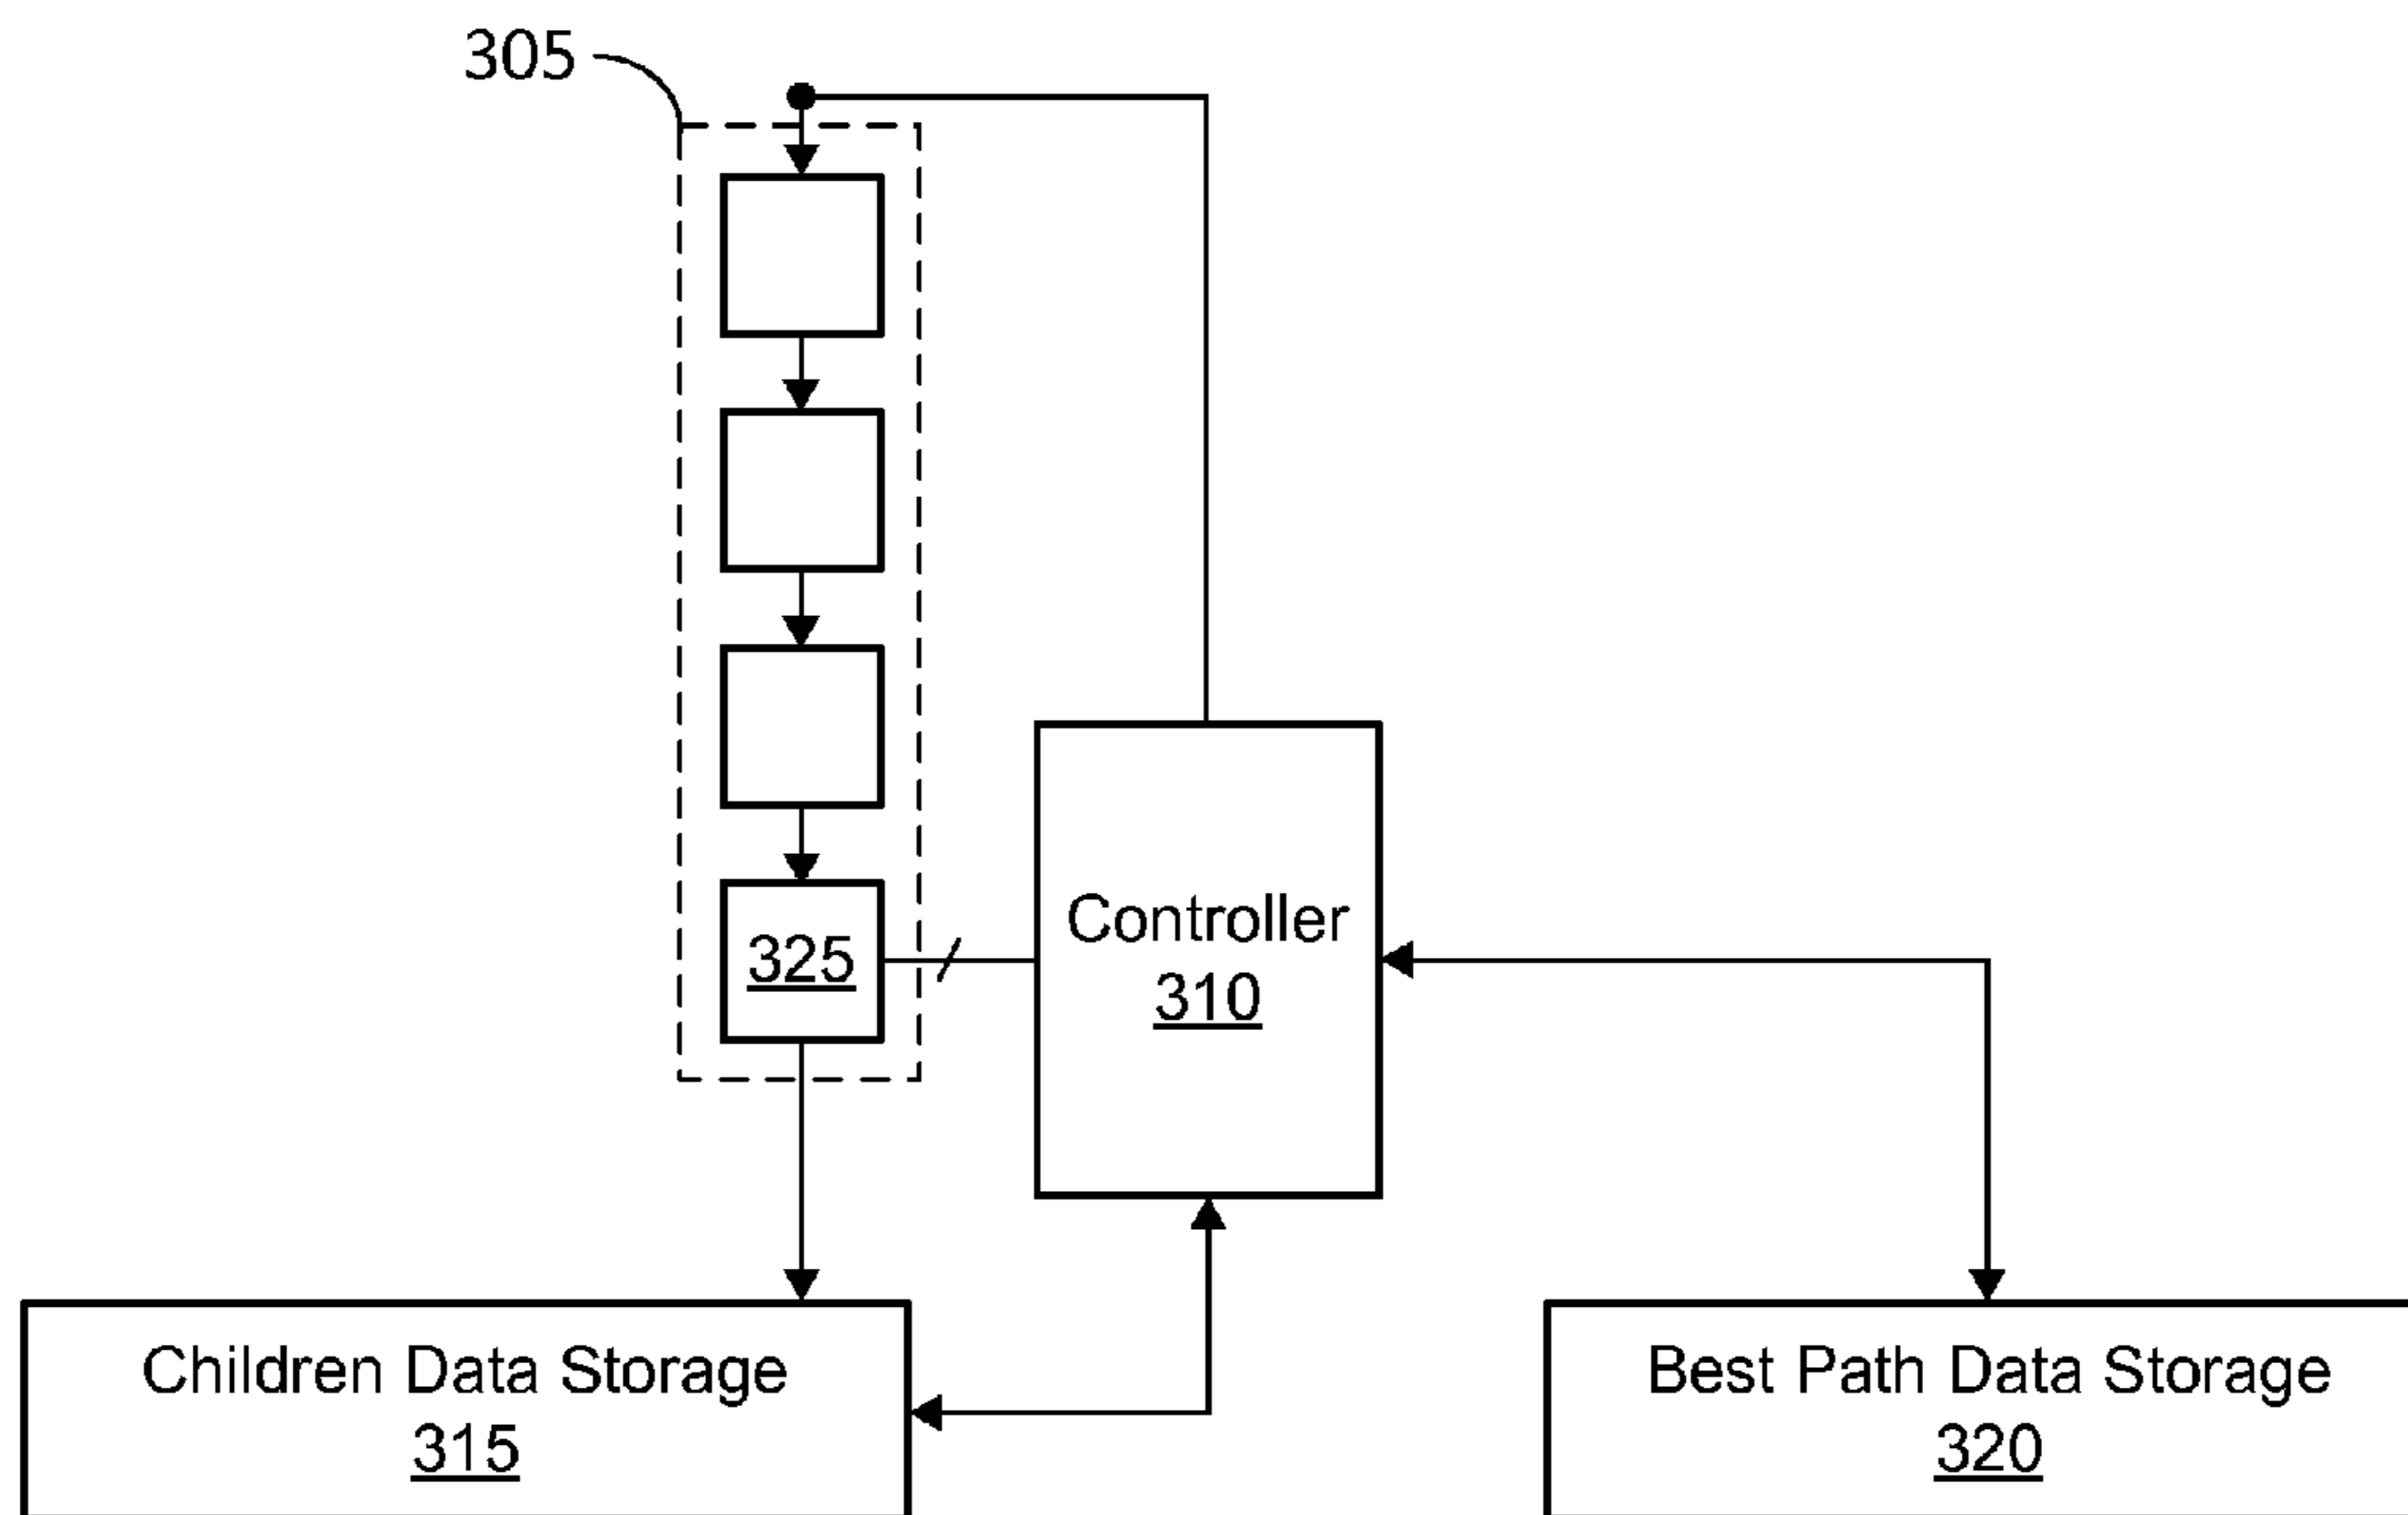 305
325
Controller
310
Children Data Storage
315
Best Path Data Storage
320